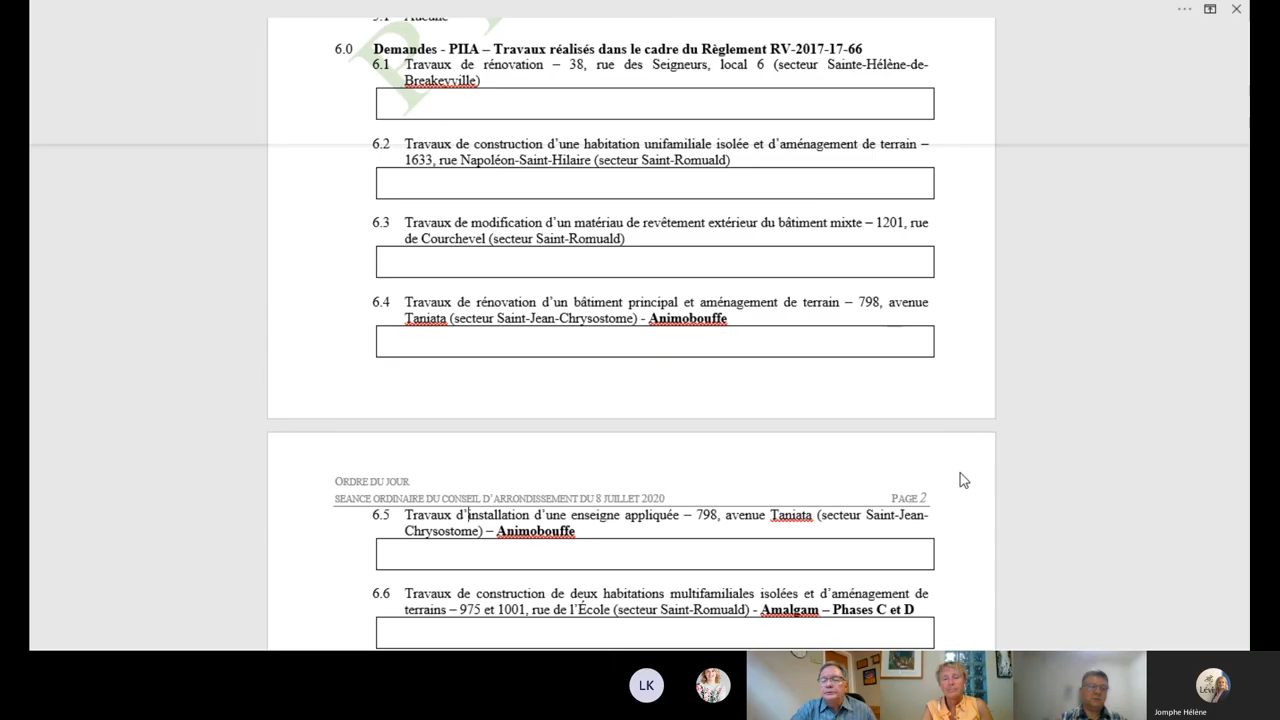 5.1 Aucune
6.0 Demandes - PIIA – Travaux réalisés dans le cadre du Règlement RV-2017-17-66
6.1 Travaux de rénovation – 38, rue des Seigneurs, local 6 (secteur Sainte-Hélène-de-
Breakeyville)
6.2 Travaux de construction d'une habitation unifamiliale isolée et d'aménagement de terrain –
1633, rue Napoléon-Saint-Hilaire (secteur Saint-Romuald)
6.3 Travaux de modification d'un matériau de revêtement extérieur du bâtiment mixte – 1201, rue
de Courchevel (secteur Saint-Romuald)
6.4 Travaux de rénovation d'un bâtiment principal et aménagement de terrain – 798, avenue
Taniata (secteur Saint-Jean-Chrysostome) - Animobouffe
ORDRE DU JOUR
SEANCE ORDINAIRE DU CONSEIL D'ARRONDISSEMENT DU 8 JUILLET 2020 PAGE 2
6.5 Travaux d'installation d'une enseigne appliquée – 798, avenue Taniata (secteur Saint-Jean-
Chrysostome) – Animobouffe
6.6 Travaux de construction de deux habitations multifamiliales isolées et d'aménagement de
terrains – 975 et 1001, rue de l'École (secteur Saint-Romuald) - Amalgam – Phases C et D
LK
Lévi
Jomphe Hélène